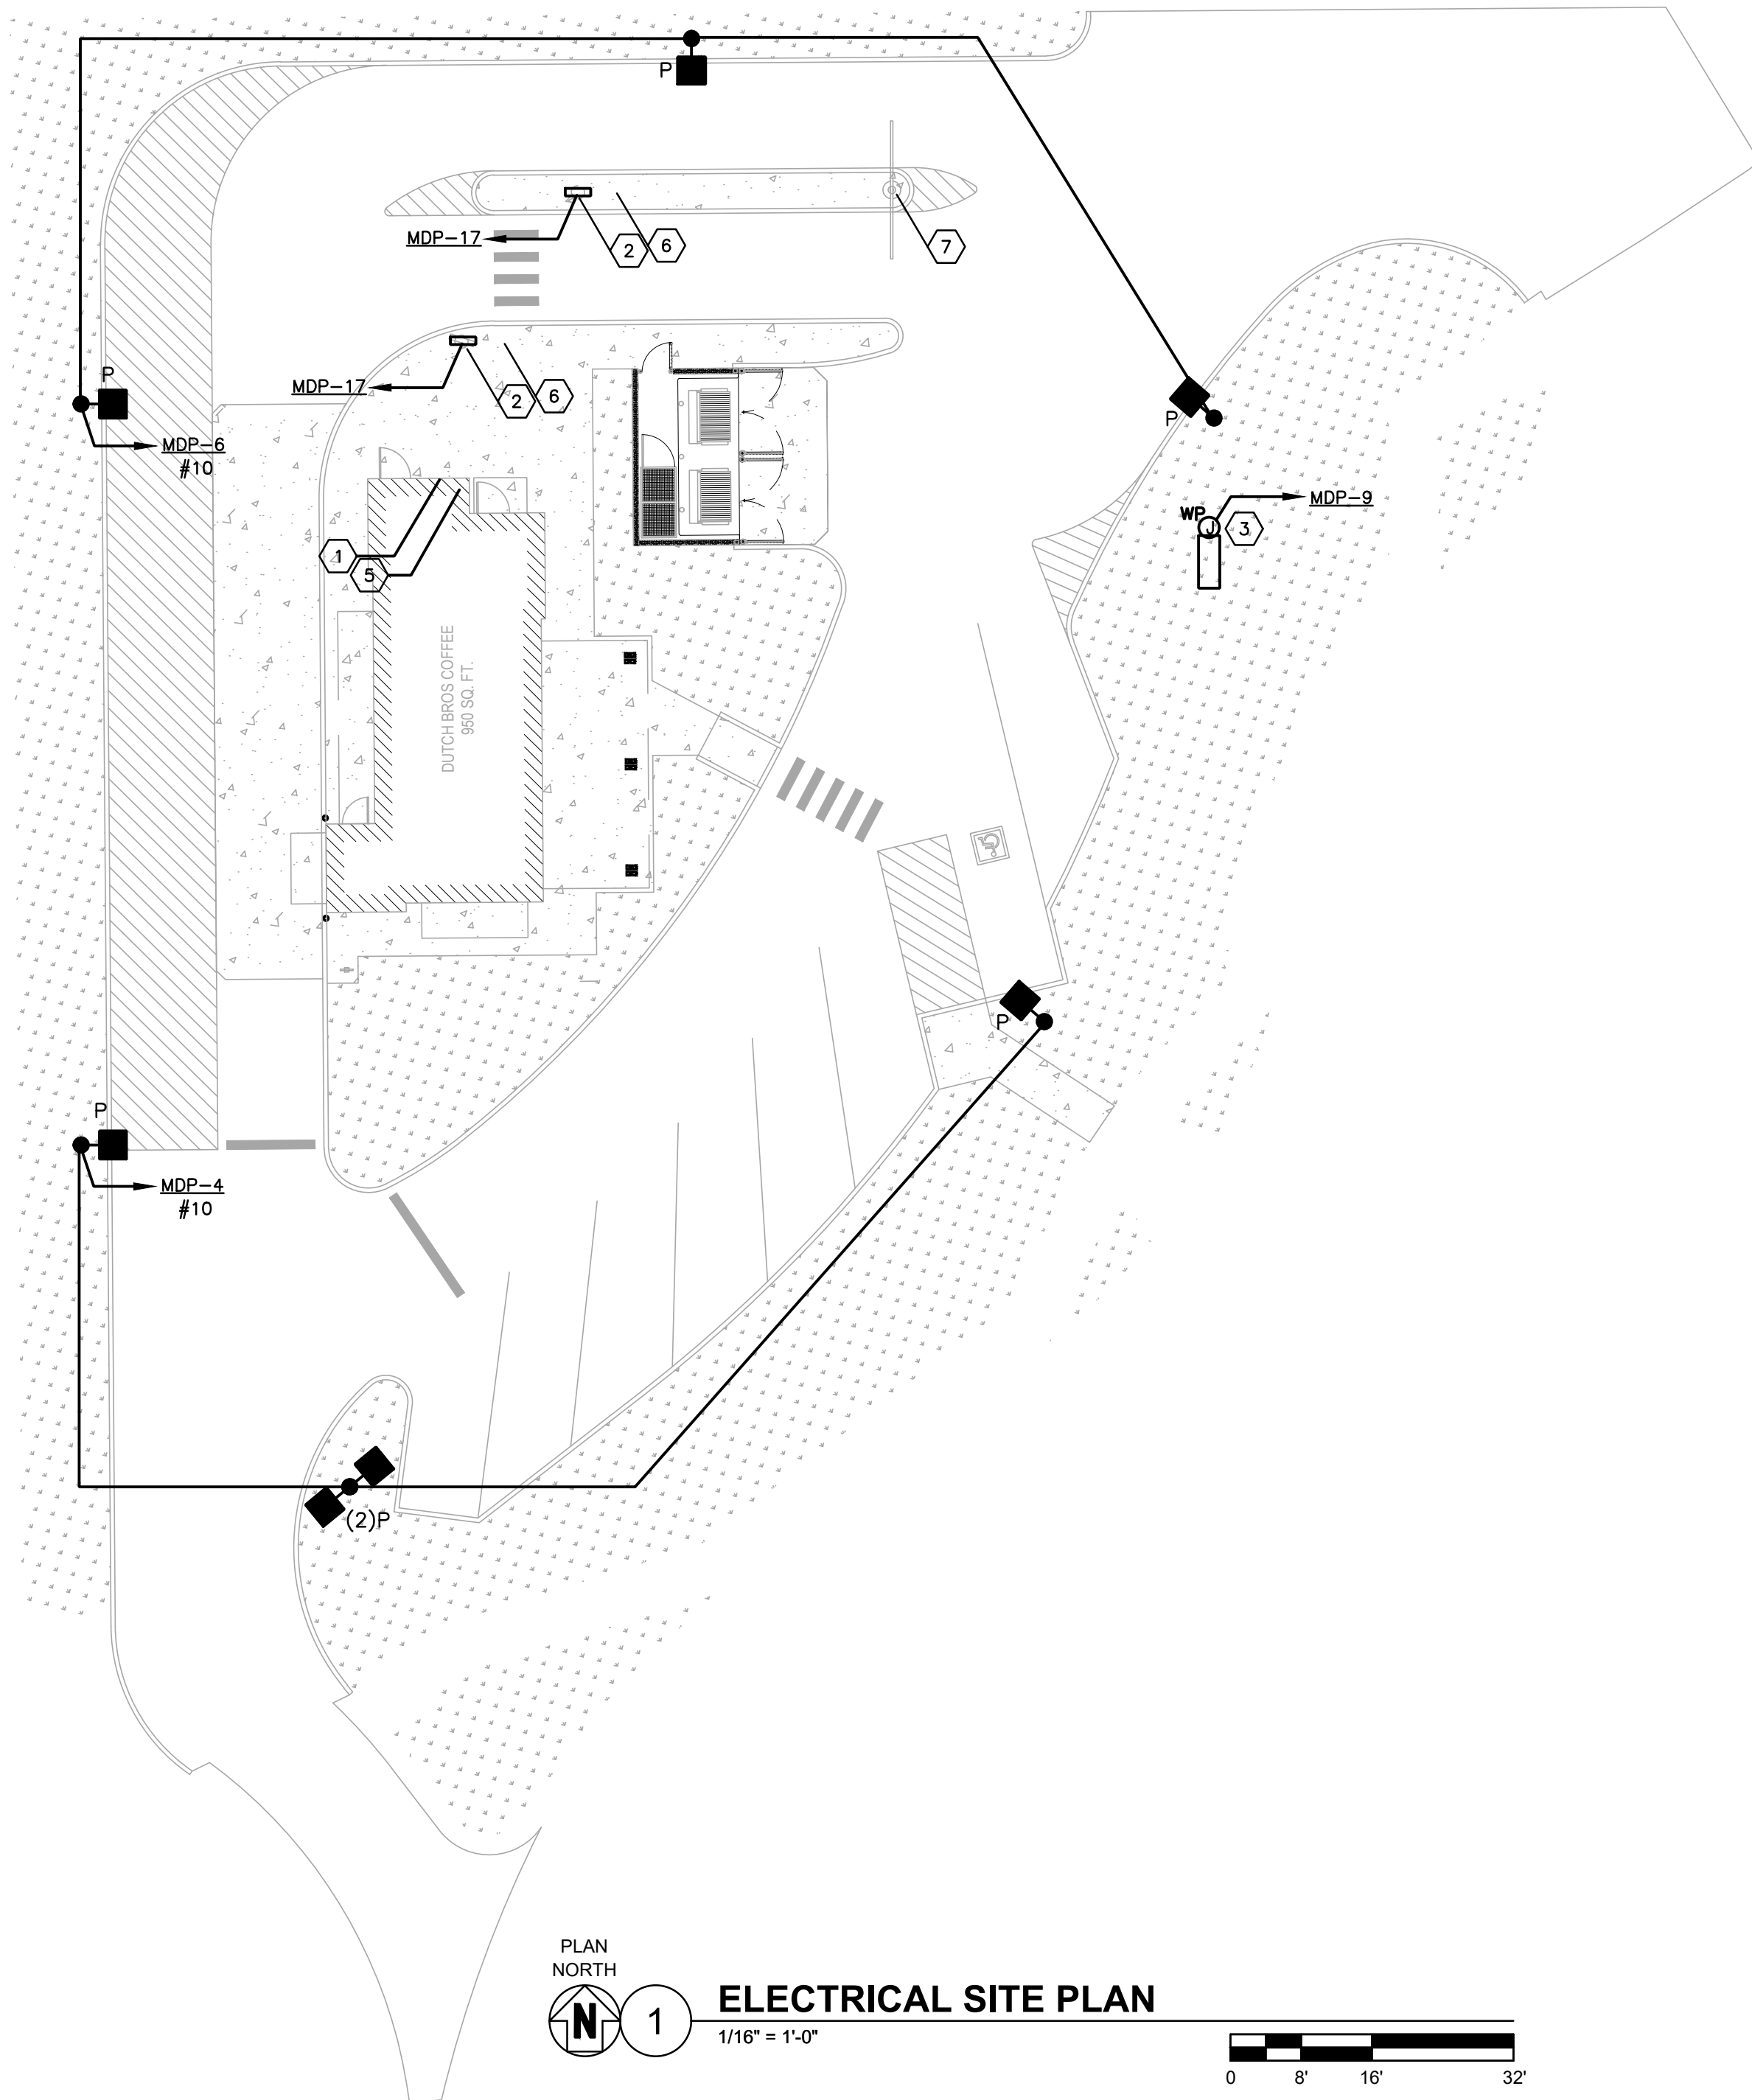 P
MDP-17
2
6
7
MDP-17
2
6
P
MDP-6
#10
P
MDP-9
WP
J
3
1
5
DUTCH BROS COFFEE
950 SQ. FT.
P
P
MDP-4
#10
(2)P
PLAN
NORTH
N
1
ELECTRICAL SITE PLAN
1/16" = 1'-0"
0 8' 16' 32'